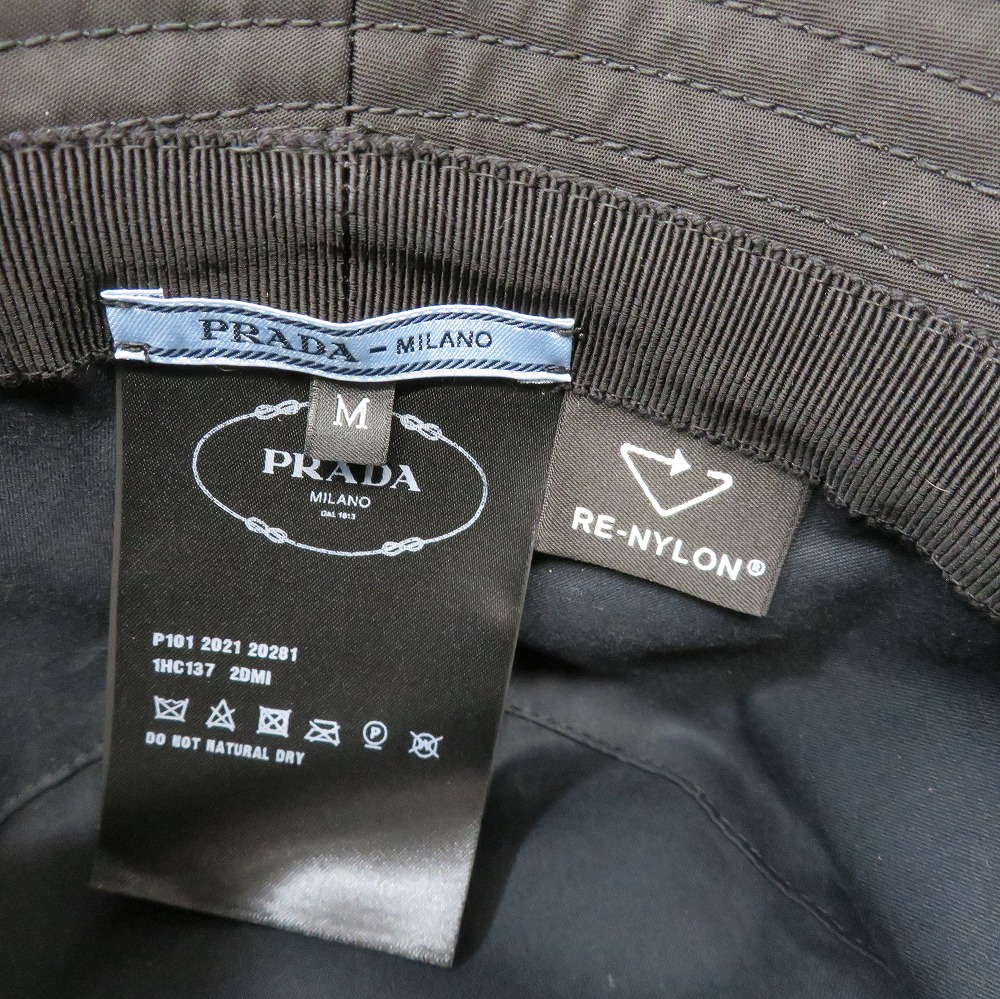 PRADA - MILANO
M
PRADA
MILANO
DAL 1913
RE-NYLON®
P101 2021 20281
1HC137 2DMI
P
W
DO NOT NATURAL DRY